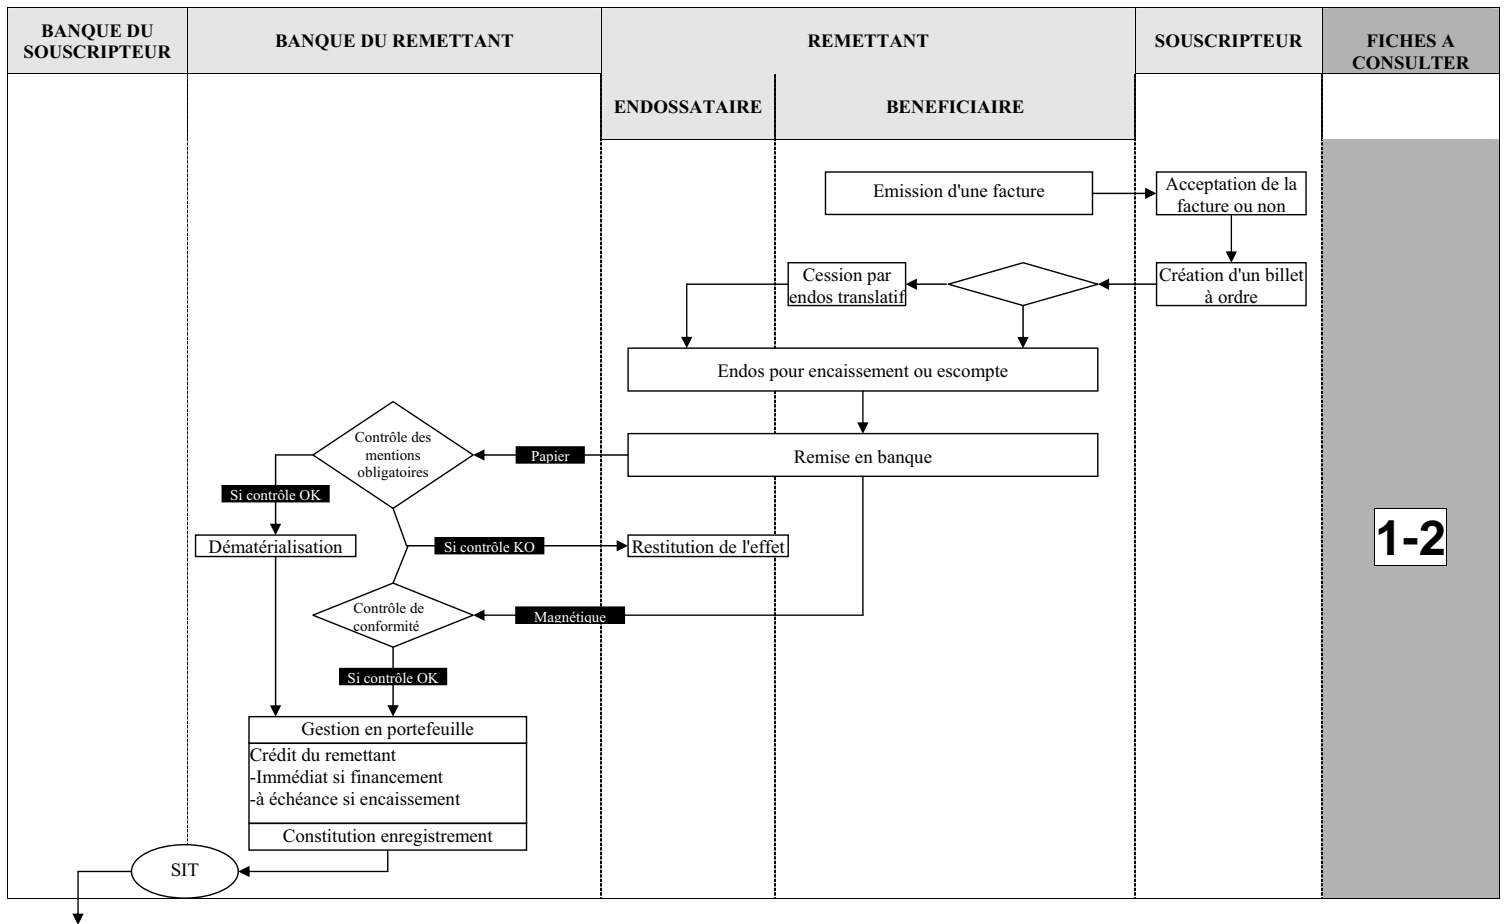 BANQUE DU
SOUSCRIPTEUR
BANQUE DU REMETTANT
REMETTANT
SOUSCRIPTEUR
FICHES A
CONSULTER
ENDOSSATAIRE
BENEFICIAIRE
Emission d'une facture
Acceptation de la
facture ou non
Cession par
endos translatif
Création d'un billet
à ordre
Endos pour encaissement ou escompte
Contrôle des
mentions
obligatoires
Papier
Remise en banque
Si contrôle OK
Dématérialisation
Si contrôle KO
Restitution de l'effet
1-2
Contrôle de
conformité
Magnétique
Si contrôle OK
Gestion en portefeuille
Crédit du remettant
-Immédiat si financement
-à échéance si encaissement
Constitution enregistrement
SIT